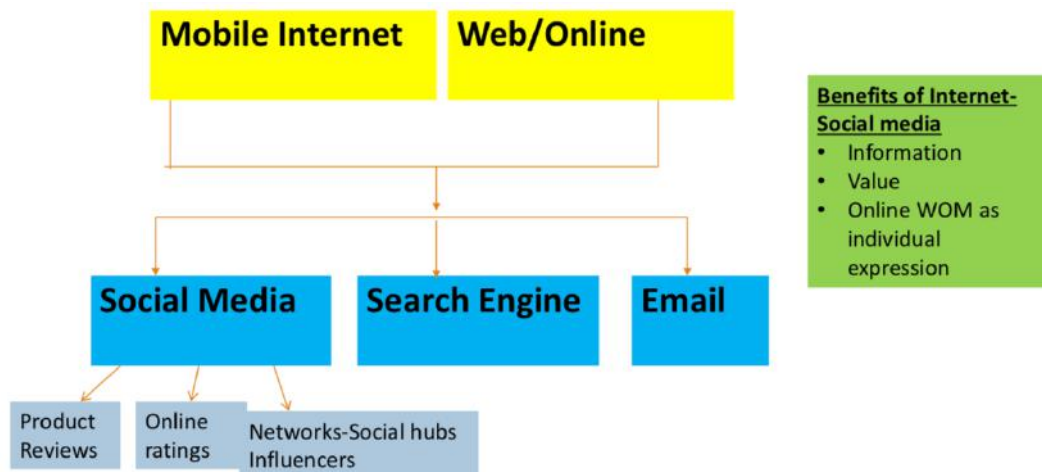 Mobile Internet
Web/Online
Benefits of Internet-
Social media
• Information
• Value
• Online WOM as
individual
expression
Social Media
Search Engine
Email
Product
Reviews
Online
ratings
Networks-Social hubs
Influencers